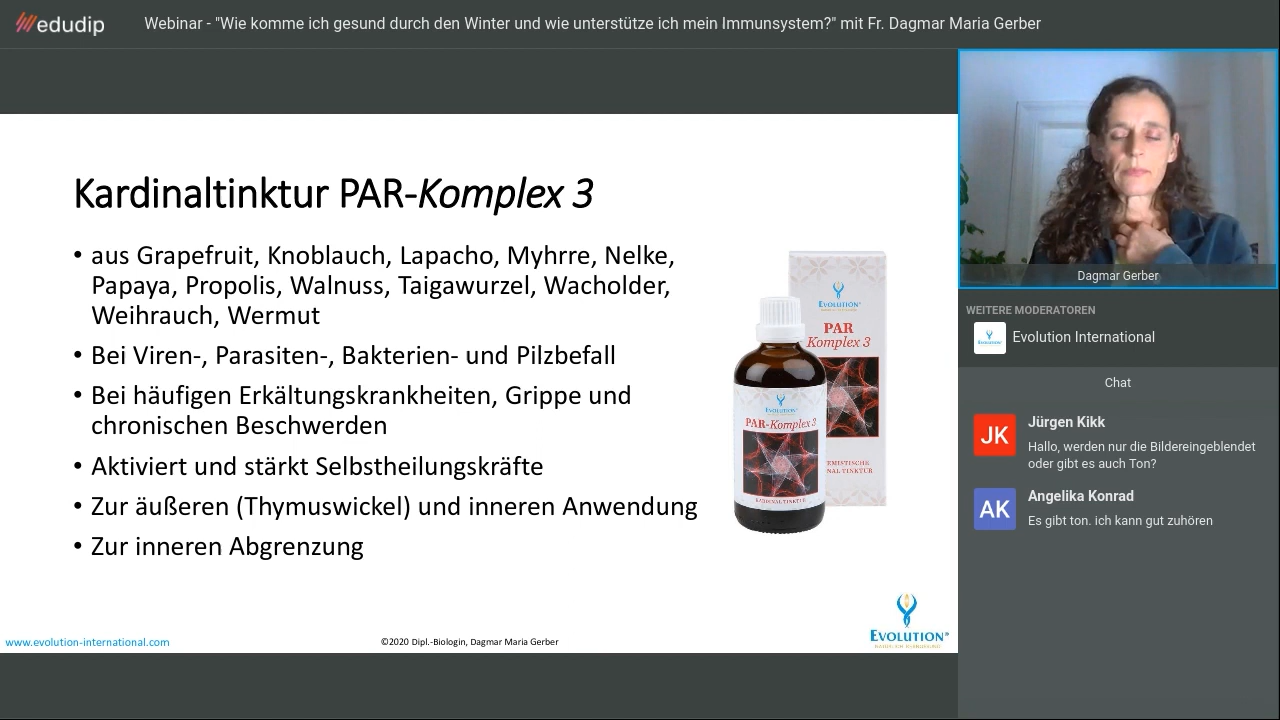 edudip
Webinar - "Wie komme ich gesund durch den Winter und wie unterstütze ich mein Immunsystem?" mit Fr. Dagmar Maria Gerber
Kardinaltinktur PAR-Komplex 3
• aus Grapefruit, Knoblauch, Lapacho, Myhrre, Nelke,
Papaya, Propolis, Walnuss, Taigawurzel, Wacholder,
Weihrauch, Wermut
• Bei Viren-, Parasiten-, Bakterien- und Pilzbefall
• Bei häufigen Erkältungskrankheiten, Grippe und
chronischen Beschwerden
• Aktiviert und stärkt Selbstheilungskräfte
• Zur äußeren (Thymuswickel) und inneren Anwendung
• Zur inneren Abgrenzung
EVOLUTION®
PAR
Komplex 3
EVOLUTION
PAR-Komplex 3
KARDINALTINKTUR
www.evolution-international.com
©2020 Dipl.-Biologin, Dagmar Maria Gerber
EVOLUTION®
Dagmar Gerber
WEITERE MODERATOREN
Evolution International
Chat
JK
Jürgen Kikk
Hallo, werden nur die Bildereingeblendet
oder gibt es auch Ton?
AK
Angelika Konrad
Es gibt ton. ich kann gut zuhören